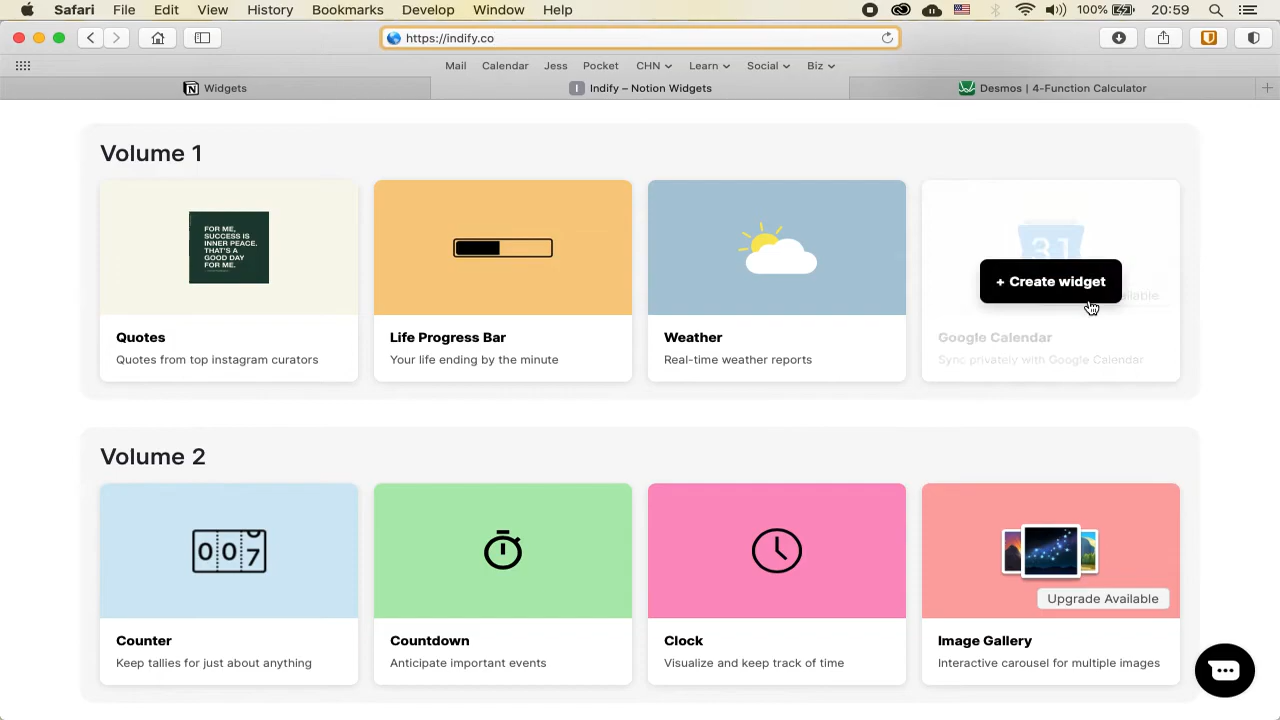 Safari File Edit View History Bookmarks Develop Window Help 100% 20:59
https://indify.co
Mail Calendar Jess Pocket CHN Learn Social Biz
Widgets
Indify – Notion Widgets
Desmos | 4-Function Calculator
Volume 1
FOR ME,
SUCCESS IS
INNER PEACE.
THAT'S A
GOOD DAY
FOR ME.
31
+ Create widget
Quotes
Quotes from top instagram curators
Life Progress Bar
Your life ending by the minute
Weather
Real-time weather reports
Google Calendar
Sync privately with Google Calendar
Volume 2
007
Upgrade Available
Counter
Keep tallies for just about anything
Countdown
Anticipate important events
Clock
Visualize and keep track of time
Image Gallery
Interactive carousel for multiple images